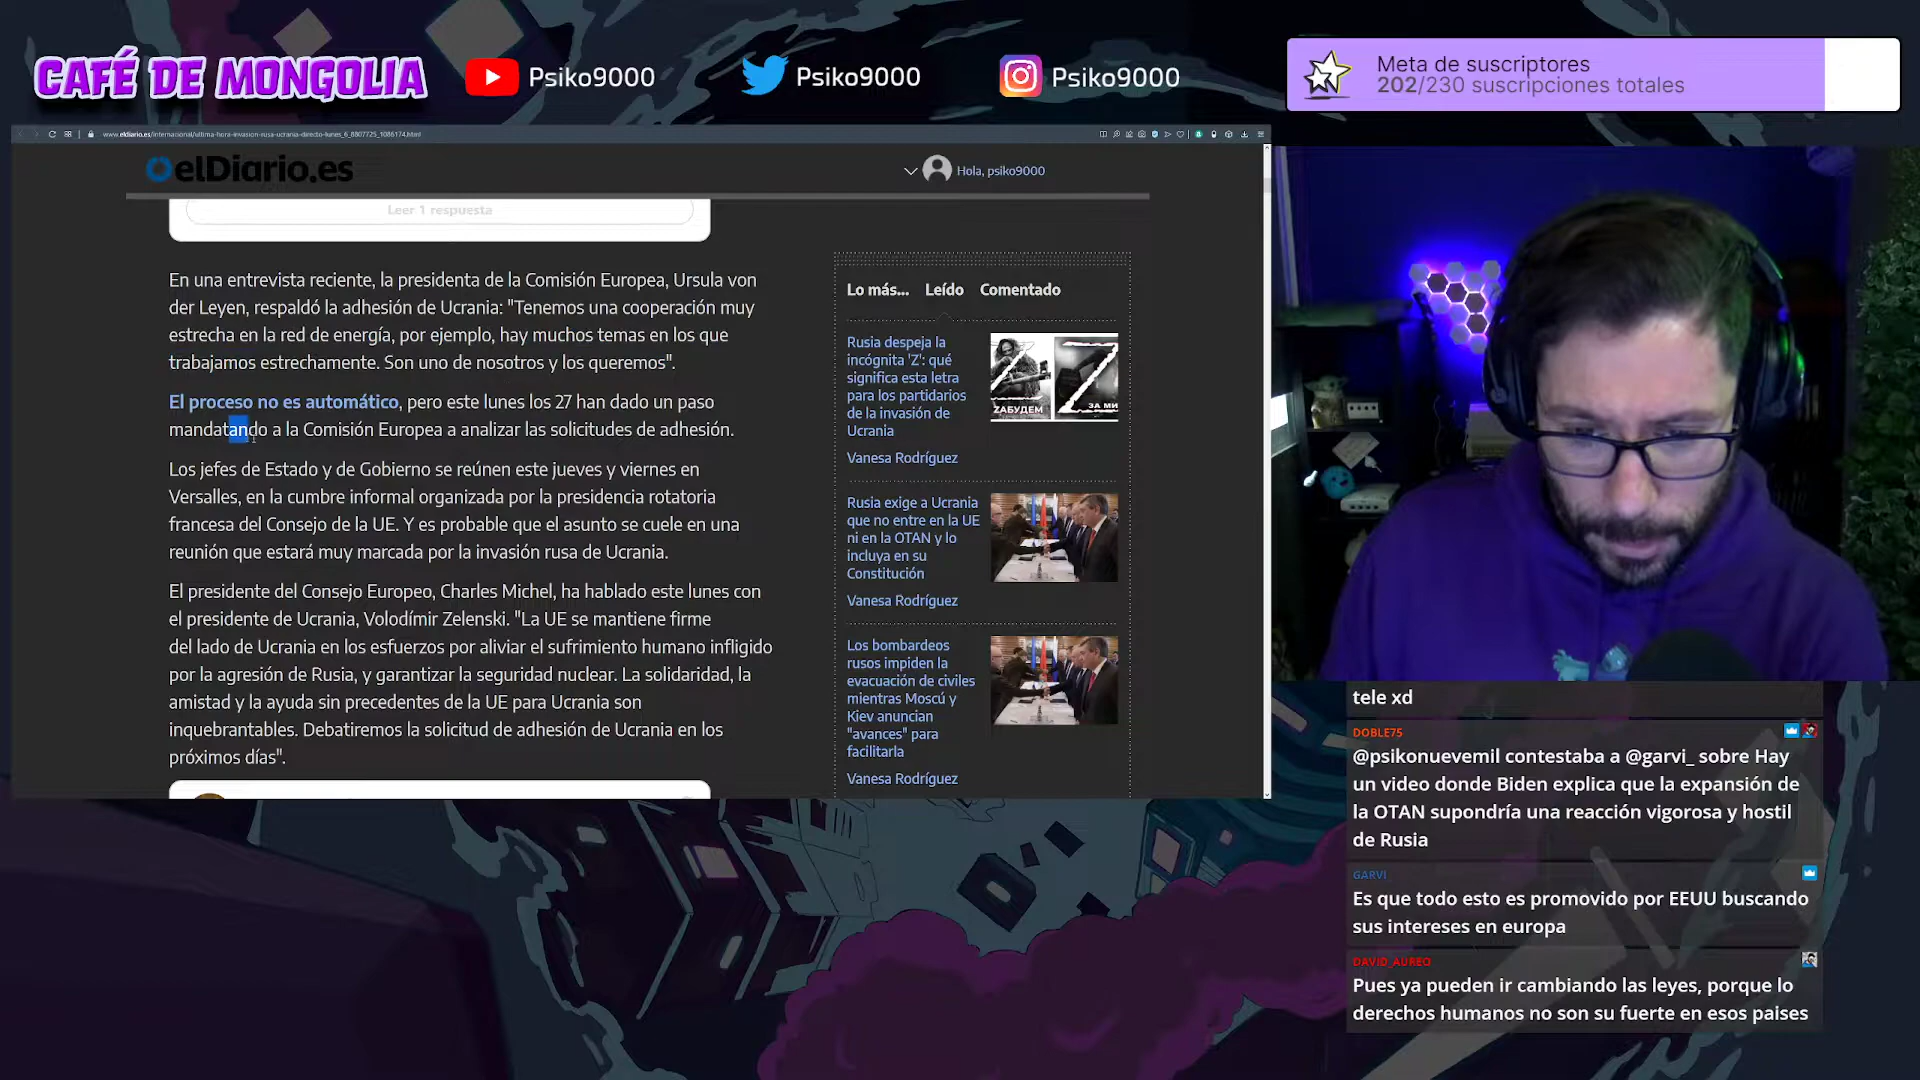 CAFÉ DE MONGOLIA
Psiko9000
Psiko9000
Psiko9000
Meta de suscriptores
202/230 suscripciones totales
www.eldiario.es/internacional/ultima-hora-invasion-rusa-ucrania-directo-lunes_6_8807725_1086174.html
elDiario.es
Hola, psiko9000
Leer 1 respuesta
En una entrevista reciente, la presidenta de la Comisión Europea, Ursula von
der Leyen, respaldó la adhesión de Ucrania: "Tenemos una cooperación muy
estrecha en la red de energía, por ejemplo, hay muchos temas en los que
trabajamos estrechamente. Son uno de nosotros y los queremos".
El proceso no es automático, pero este lunes los 27 han dado un paso
mandatando a la Comisión Europea a analizar las solicitudes de adhesión.
Los jefes de Estado y de Gobierno se reúnen este jueves y viernes en
Versalles, en la cumbre informal organizada por la presidencia rotatoria
francesa del Consejo de la UE. Y es probable que el asunto se cuele en una
reunión que estará muy marcada por la invasión rusa de Ucrania.
El presidente del Consejo Europeo, Charles Michel, ha hablado este lunes con
el presidente de Ucrania, Volodímir Zelenski. "La UE se mantiene firme
del lado de Ucrania en los esfuerzos por aliviar el sufrimiento humano infligido
por la agresión de Rusia, y garantizar la seguridad nuclear. La solidaridad, la
amistad y la ayuda sin precedentes de la UE para Ucrania son
inquebrantables. Debatiremos la solicitud de adhesión de Ucrania en los
próximos días".
Lo más... Leído Comentado
Rusia despeja la
incógnita 'Z': qué
significa esta letra
para los partidarios
de la invasión de
Ucrania
Vanesa Rodríguez
ZАБУДЕМ
ЗА МИ
Rusia exige a Ucrania
que no entre en la UE
ni en la OTAN y lo
incluya en su
Constitución
Vanesa Rodríguez
Los bombardeos
rusos impiden la
evacuación de civiles
mientras Moscú y
Kiev anuncian
"avances" para
facilitarla
Vanesa Rodríguez
tele xd
DOBLE75
@psikonuevemil contestaba a @garvi_ sobre Hay
un video donde Biden explica que la expansión de
la OTAN supondría una reacción vigorosa y hostil
de Rusia
GARVI
Es que todo esto es promovido por EEUU buscando
sus intereses en europa
DAVID_AUREO
Pues ya pueden ir cambiando las leyes, porque lo
derechos humanos no son su fuerte en esos paises